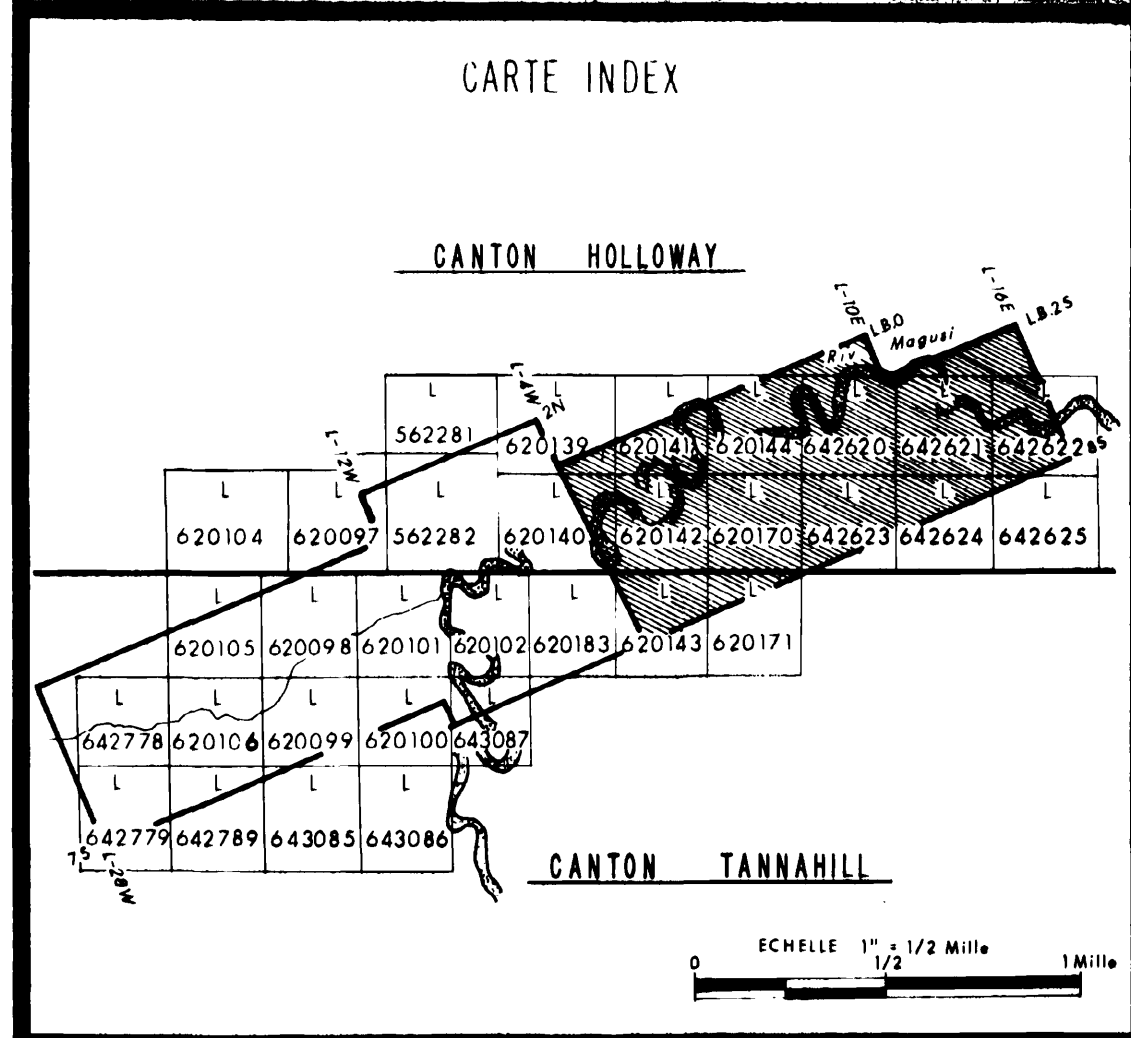 CARTE INDEX
CANTON HOLLOWAY
L-10E
L.B.0
L-16E
L.B.2S
Riv Magusi
L-4W
2N
L L L L L L L
562281 620139 620141 620144 642620 642621 642622
8S
L-12W
L L L L L L L L L
620104 620097 562282 620140 620142 620170 642623 642624 642625
L L L L L L L
620105 620098 620101 620102 620183 620143 620171
L L L L L
642778 620106 620099 620100 643087
L L L L
642779 642789 643085 643086
7S
L-28W
CANTON TANNAHILL
ECHELLE 1" = 1/2 Mille
0 1/2 1 Mille